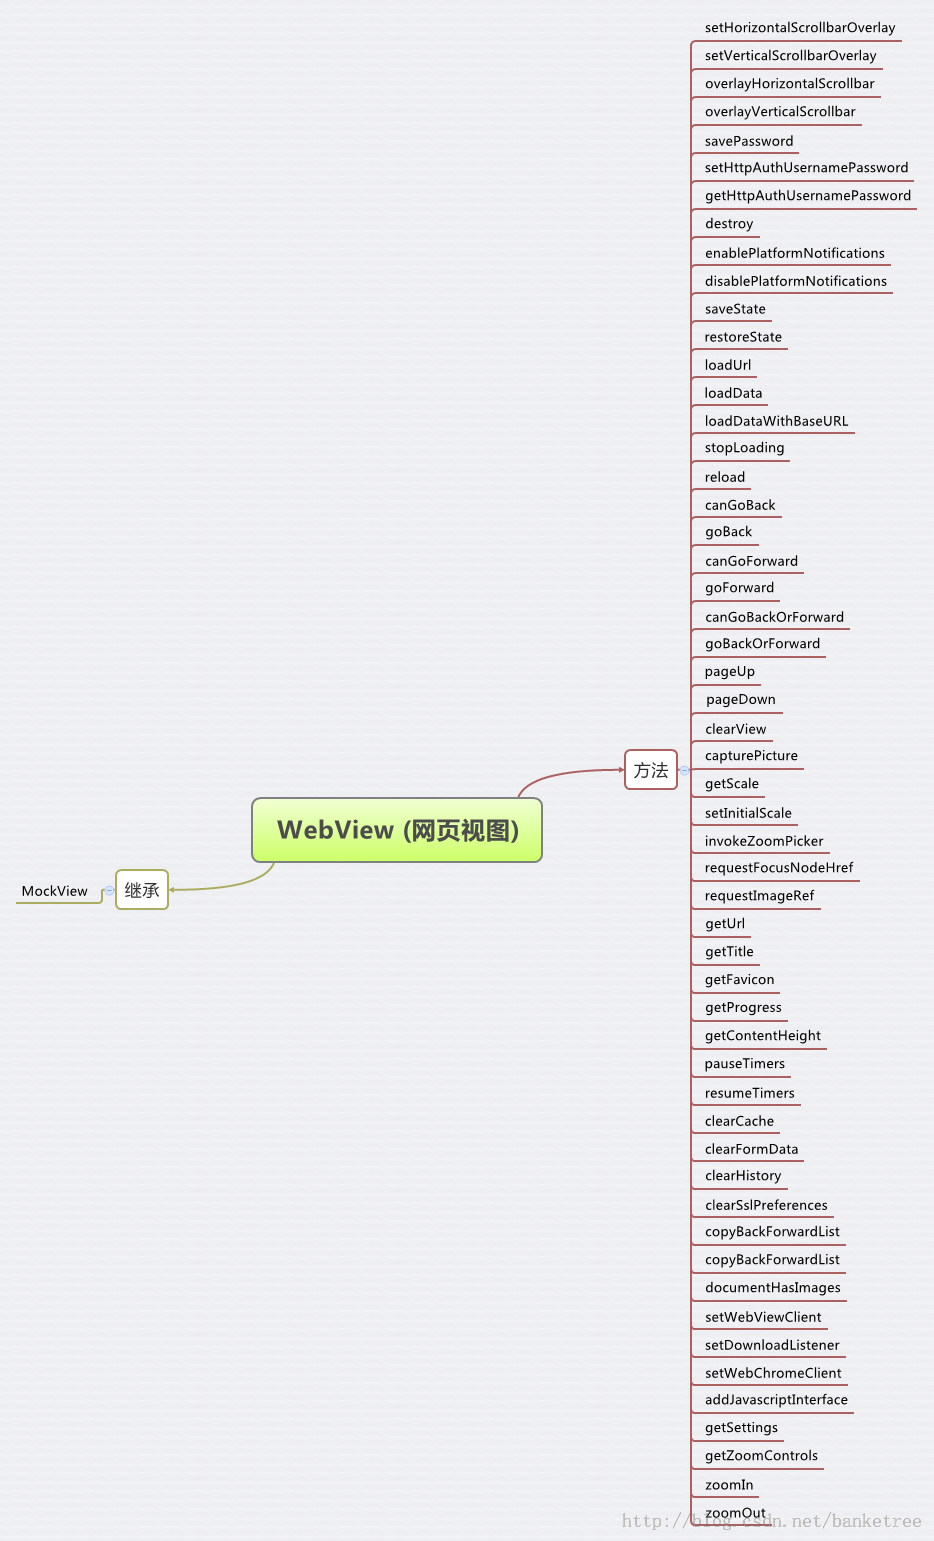 setHorizontalScrollbarOverlay
setVerticalScrollbarOverlay
overlayHorizontalScrollbar
overlayVerticalScrollbar
savePassword
setHttpAuthUsernamePassword
getHttpAuthUsernamePassword
destroy
enablePlatformNotifications
disablePlatformNotifications
saveState
restoreState
loadUrl
loadData
loadDataWithBaseURL
stopLoading
reload
canGoBack
goBack
canGoForward
goForward
canGoBackOrForward
goBackOrForward
pageUp
pageDown
clearView
capturePicture
方法
getScale
setInitialScale
WebView (网页视图)
invokeZoomPicker
requestFocusNodeHref
继承
MockView
requestImageRef
getUrl
getTitle
getFavicon
getProgress
getContentHeight
pauseTimers
resumeTimers
clearCache
clearFormData
clearHistory
clearSslPreferences
copyBackForwardList
copyBackForwardList
documentHasImages
setWebViewClient
setDownloadListener
setWebChromeClient
addJavascriptInterface
getSettings
getZoomControls
zoomIn
zoomOut
http://blog.csdn.net/banketree